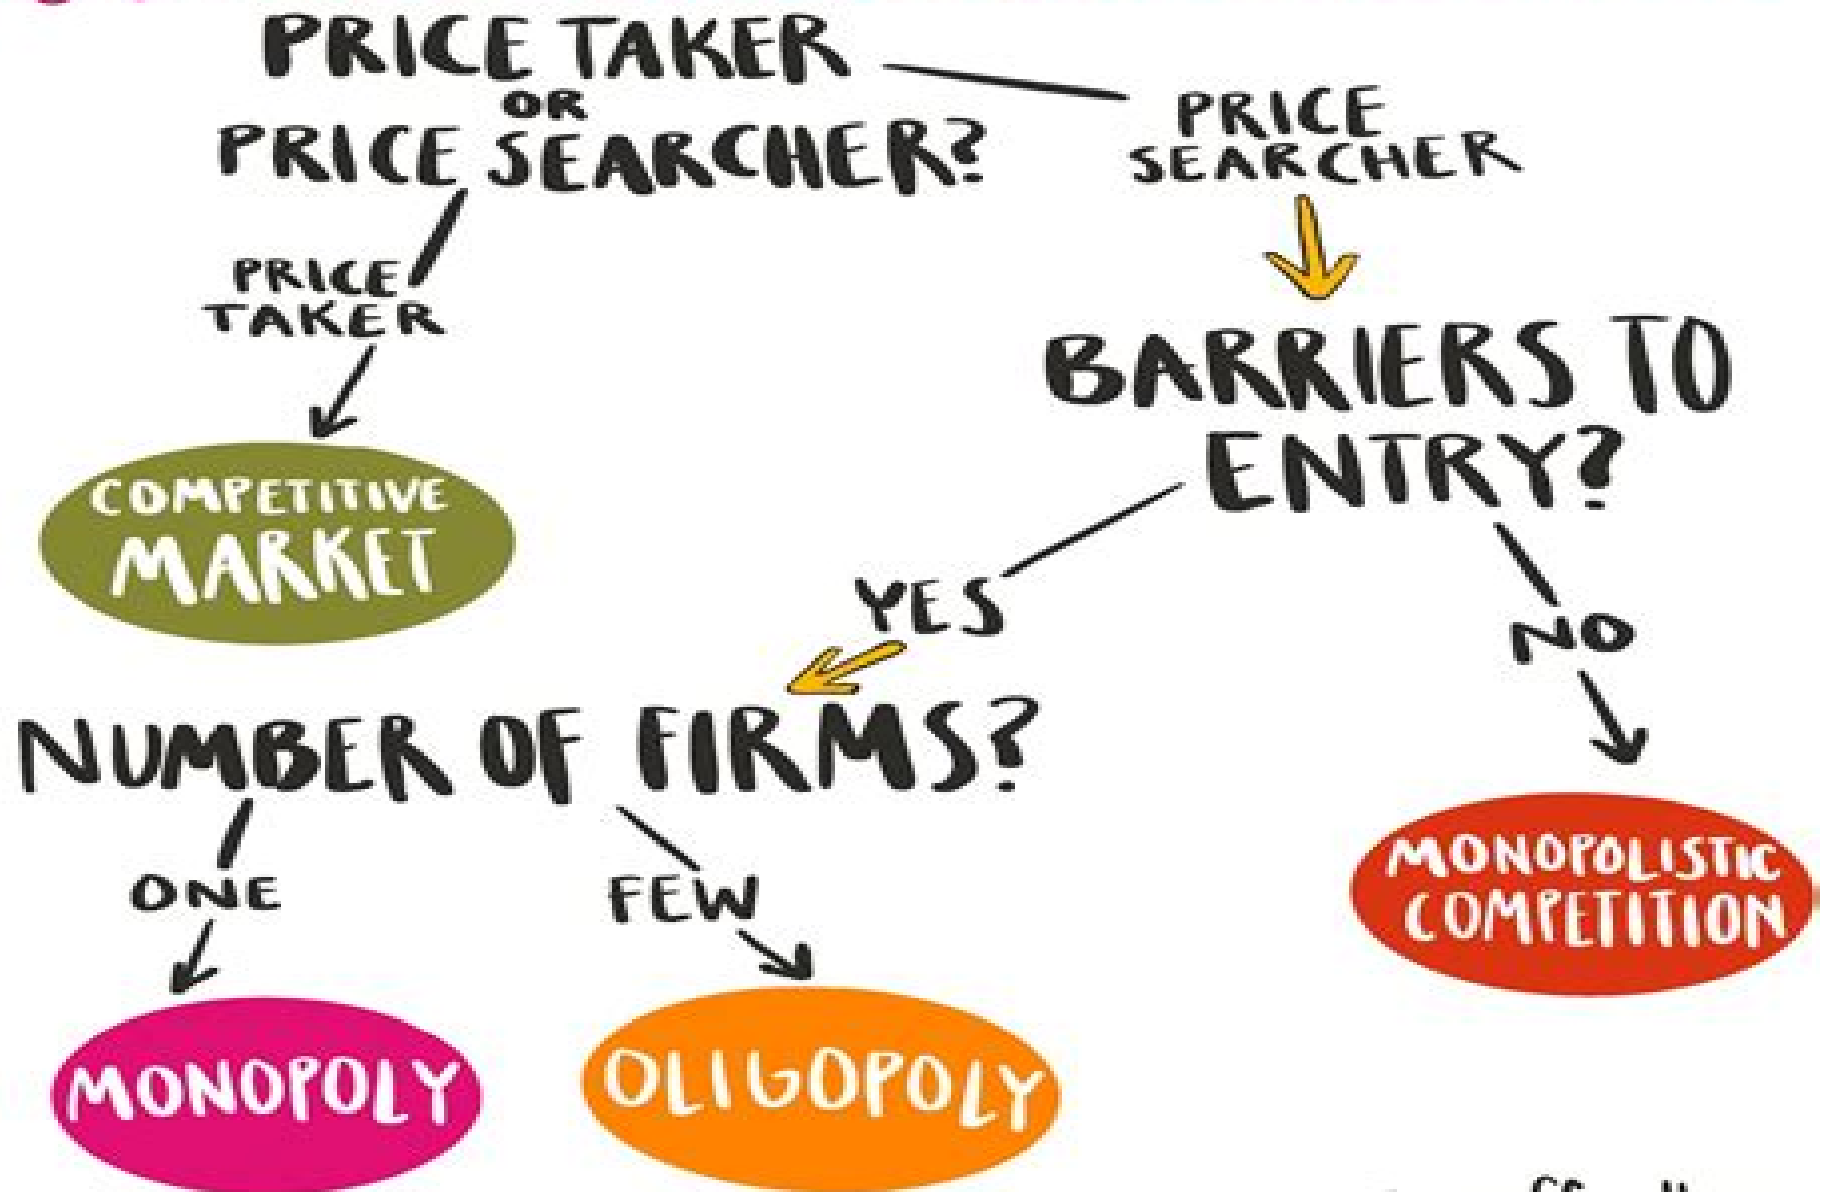 PRICE TAKER
OR
PRICE SEARCHER?
PRICE
SEARCHER
PRICE
TAKER
COMPETITIVE
MARKET
BARRIERS TO
ENTRY?
YES
NO
NUMBER OF FIRMS?
ONE
FEW
MONOPOLISTIC
COMPETITION
MONOPOLY
OLIGOPOLY